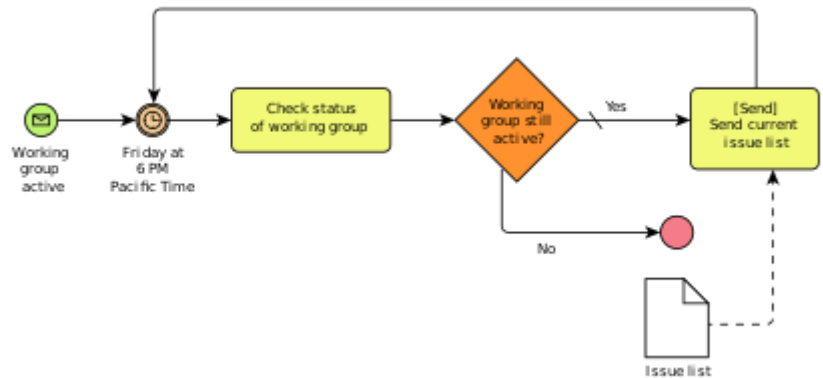 Working
group
active
Friday at
6 PM
Pacific Time
Check status
of working group
Working
group still
active?
Yes
[Send]
Send current
issue list
No
Issue list